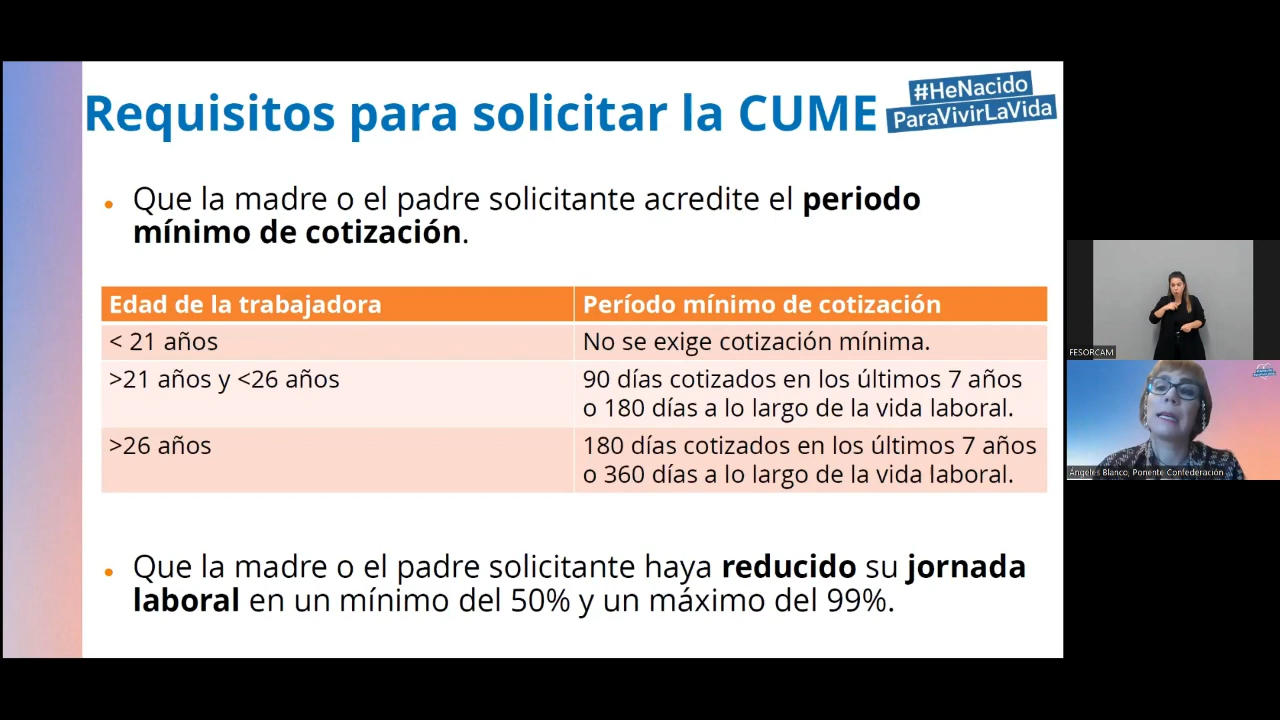 Requisitos para solicitar la CUME
#HeNacido
ParaVivirLaVida
• Que la madre o el padre solicitante acredite el periodo
mínimo de cotización.
Edad de la trabajadora
Período mínimo de cotización
< 21 años
No se exige cotización mínima.
>21 años y <26 años
90 días cotizados en los últimos 7 años
o 180 días a lo largo de la vida laboral.
>26 años
180 días cotizados en los últimos 7 años
o 360 días a lo largo de la vida laboral.
• Que la madre o el padre solicitante haya reducido su jornada
laboral en un mínimo del 50% y un máximo del 99%.
FESORCAM
Ángeles Blanco, Ponente Confederación